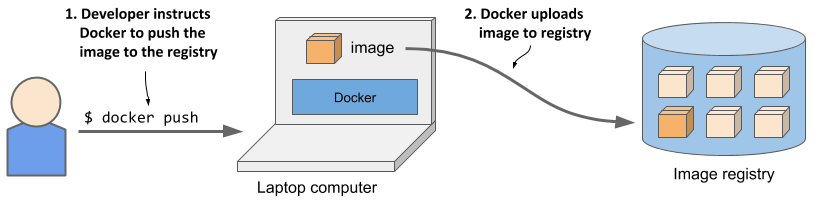 1. Developer instructs
Docker to push the
image to the registry
$ docker push
image
Docker
Laptop computer
2. Docker uploads
image to registry
Image registry